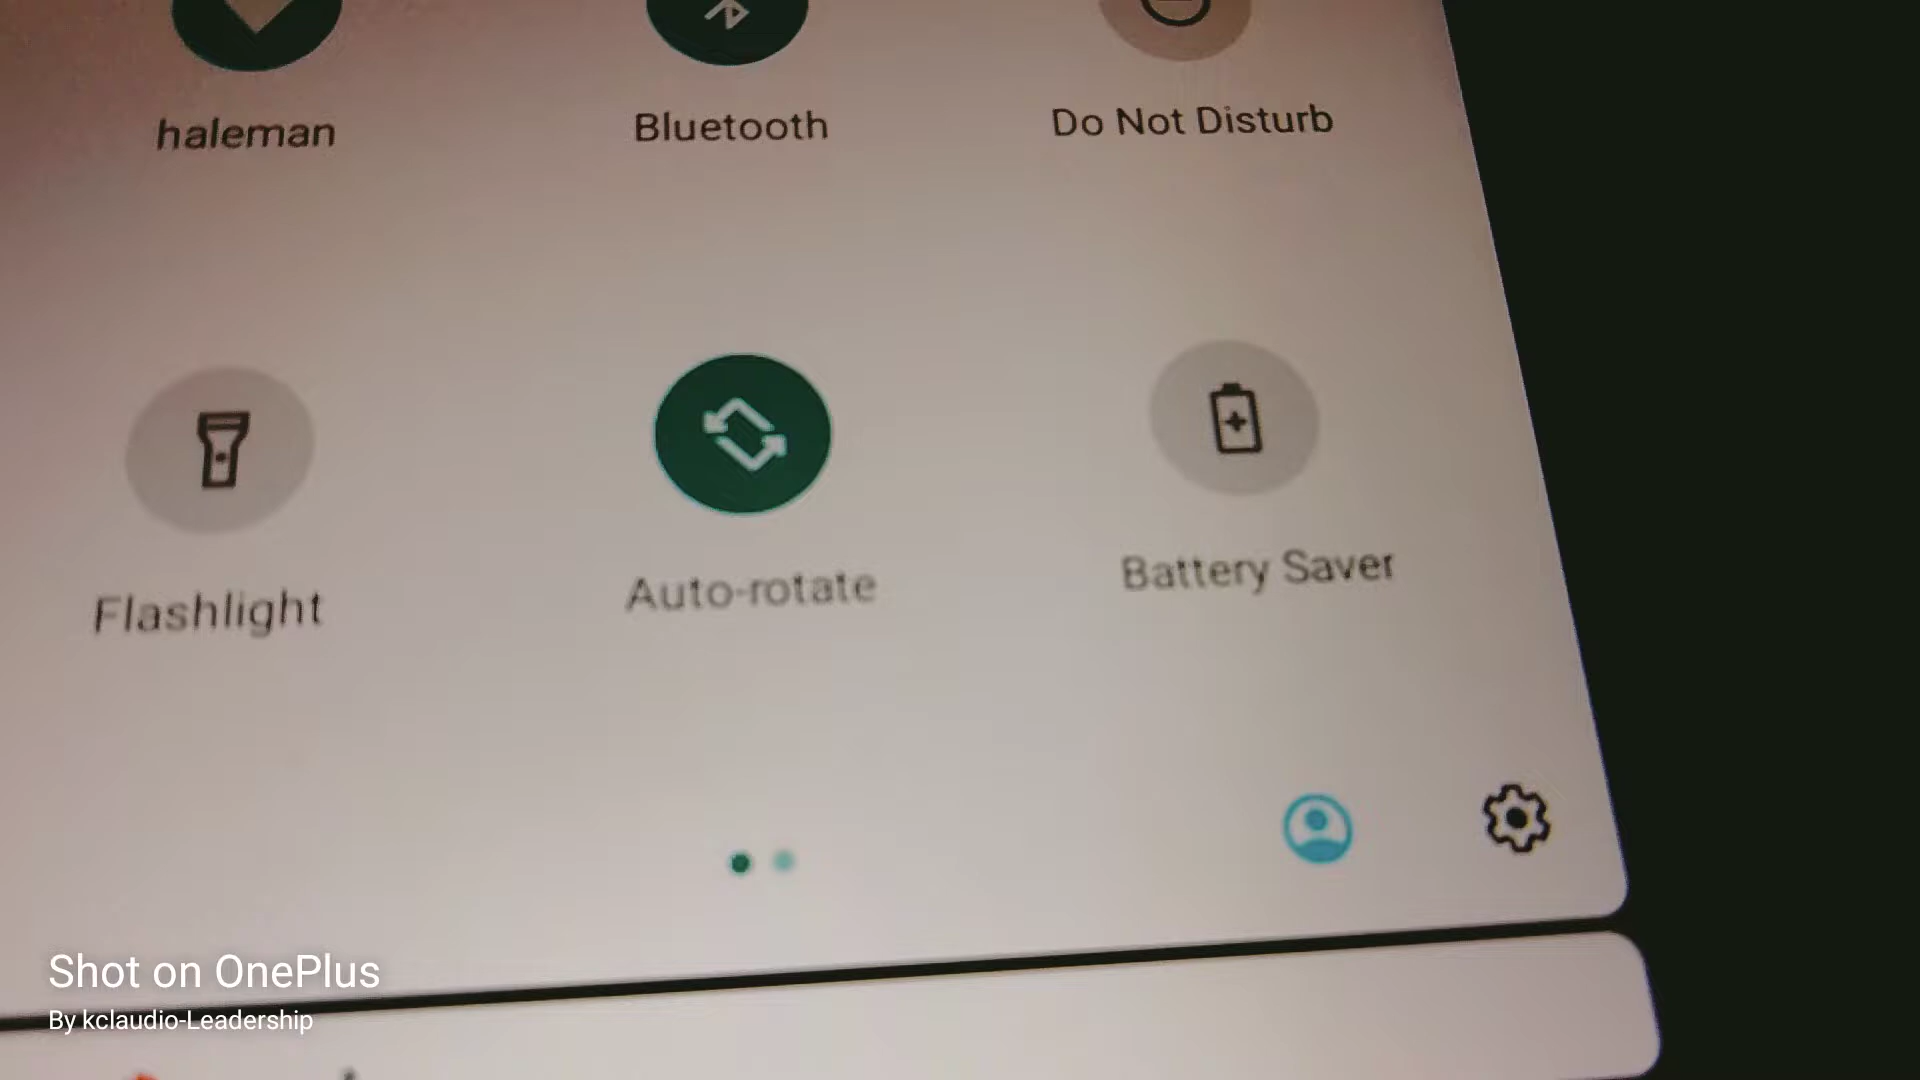 haleman
Bluetooth
Do Not Disturb
Flashlight
Auto-rotate
Battery Saver
Shot on OnePlus
By kclaudio-Leadership